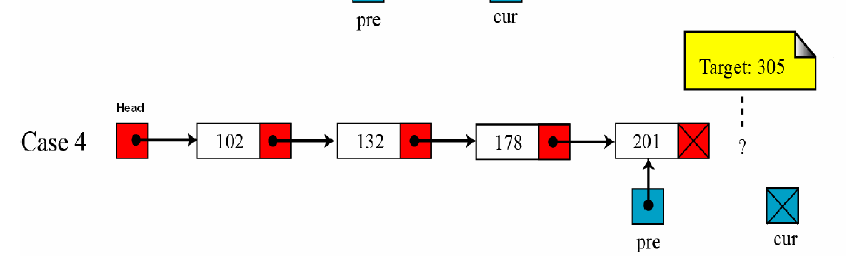 pre
cur
Target: 305
Head
Case 4
102
132
178
201
?
pre
cur